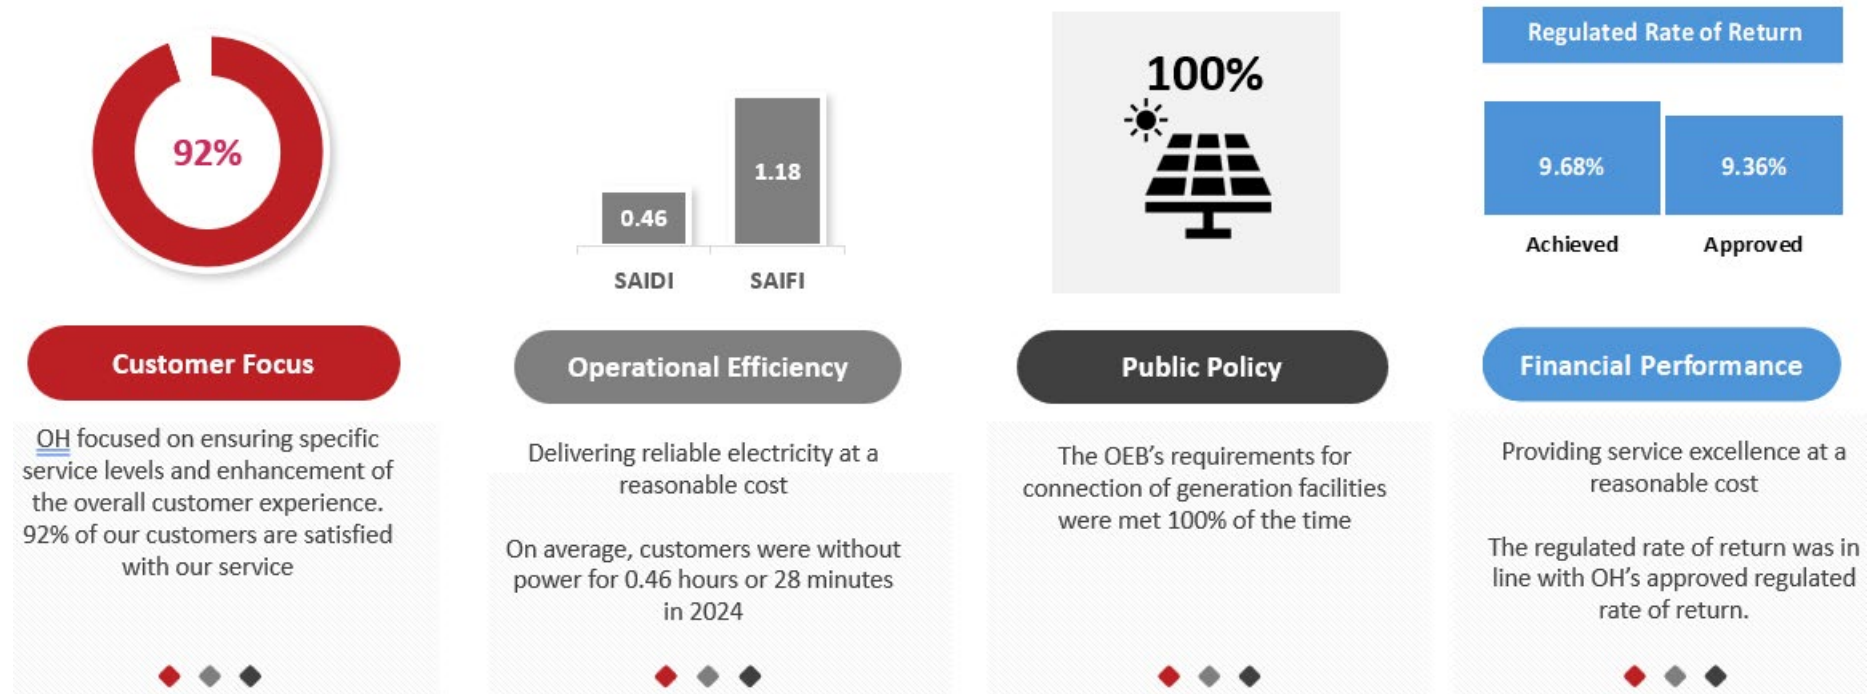 92%
Customer Focus
OH focused on ensuring specific
service levels and enhancement of
the overall customer experience.
92% of our customers are satisfied
with our service
0.46
1.18
SAIDI
SAIFI
Operational Efficiency
Delivering reliable electricity at a
reasonable cost
On average, customers were without
power for 0.46 hours or 28 minutes
in 2024
100%
Public Policy
The OEB’s requirements for
connection of generation facilities
were met 100% of the time
Regulated Rate of Return
9.68%
9.36%
Achieved
Approved
Financial Performance
Providing service excellence at a
reasonable cost
The regulated rate of return was in
line with OH’s approved regulated
rate of return.